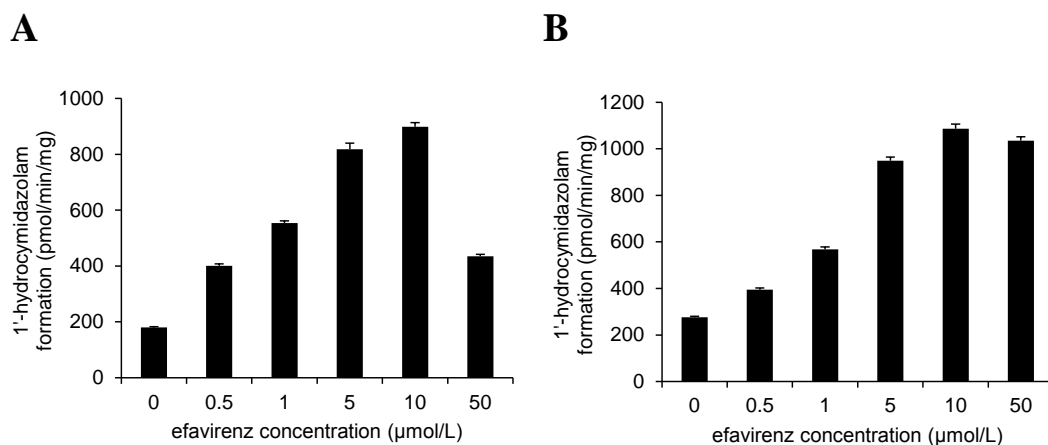 A
1000
800
600
400
200
0
1'-hydrocymidazolam
formation (pmol/min/mg)
0 0.5 1 5 10 50
efavirenz concentration (µmol/L)
B
1200
1000
800
600
400
200
0
1'-hydrocymidazolam
formation (pmol/min/mg)
0 0.5 1 5 10 50
efavirenz concentration (µmol/L)